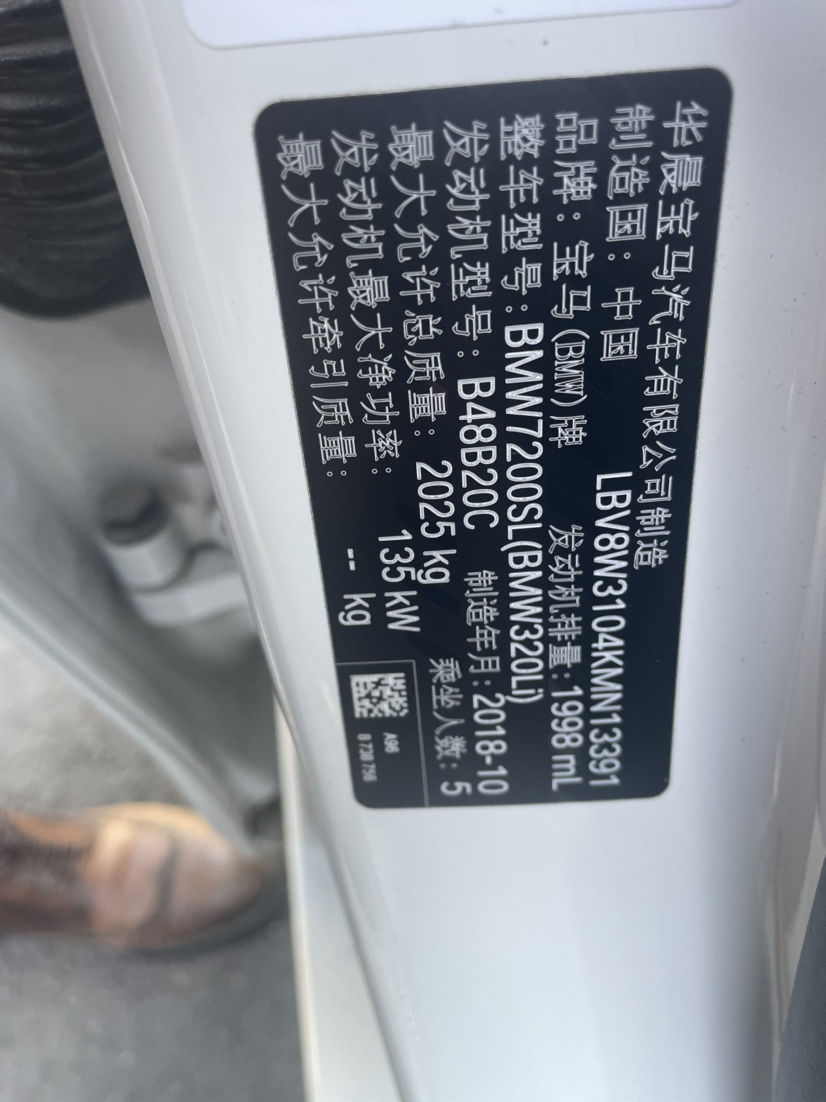 华晨宝马汽车有限公司制造
制造国：中国 LBV8W3104KMN13391
品牌：宝马(BMW)牌 发动机排量：1998 mL
整车型号：BMW7200SL(BMW320Li)
发动机型号：B48B20C 制造年月：2018-10
最大允许总质量：2025 kg 乘坐人数：5
发动机最大净功率：135 kW
最大允许牵引质量：-- kg
A96
8 738 756